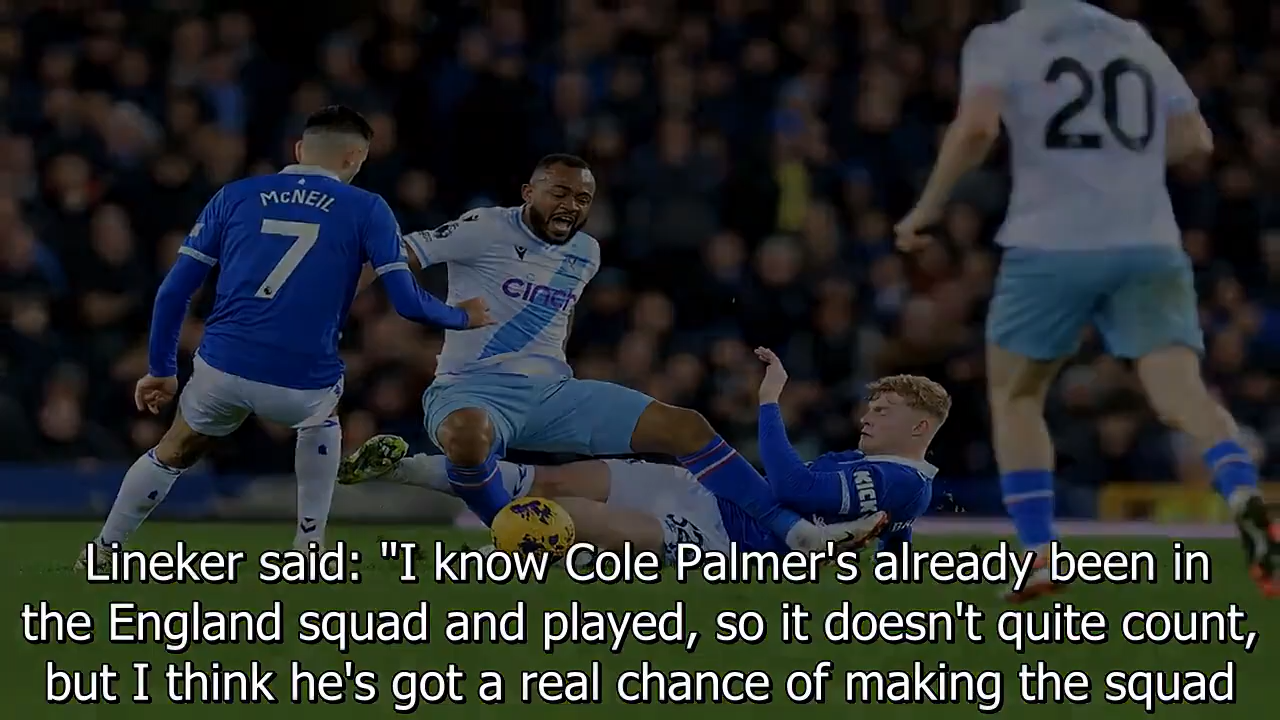 McNEIL
7
20
cinch
KICK
Lineker said: "I know Cole Palmer's already been in
the England squad and played, so it doesn't quite count,
but I think he's got a real chance of making the squad